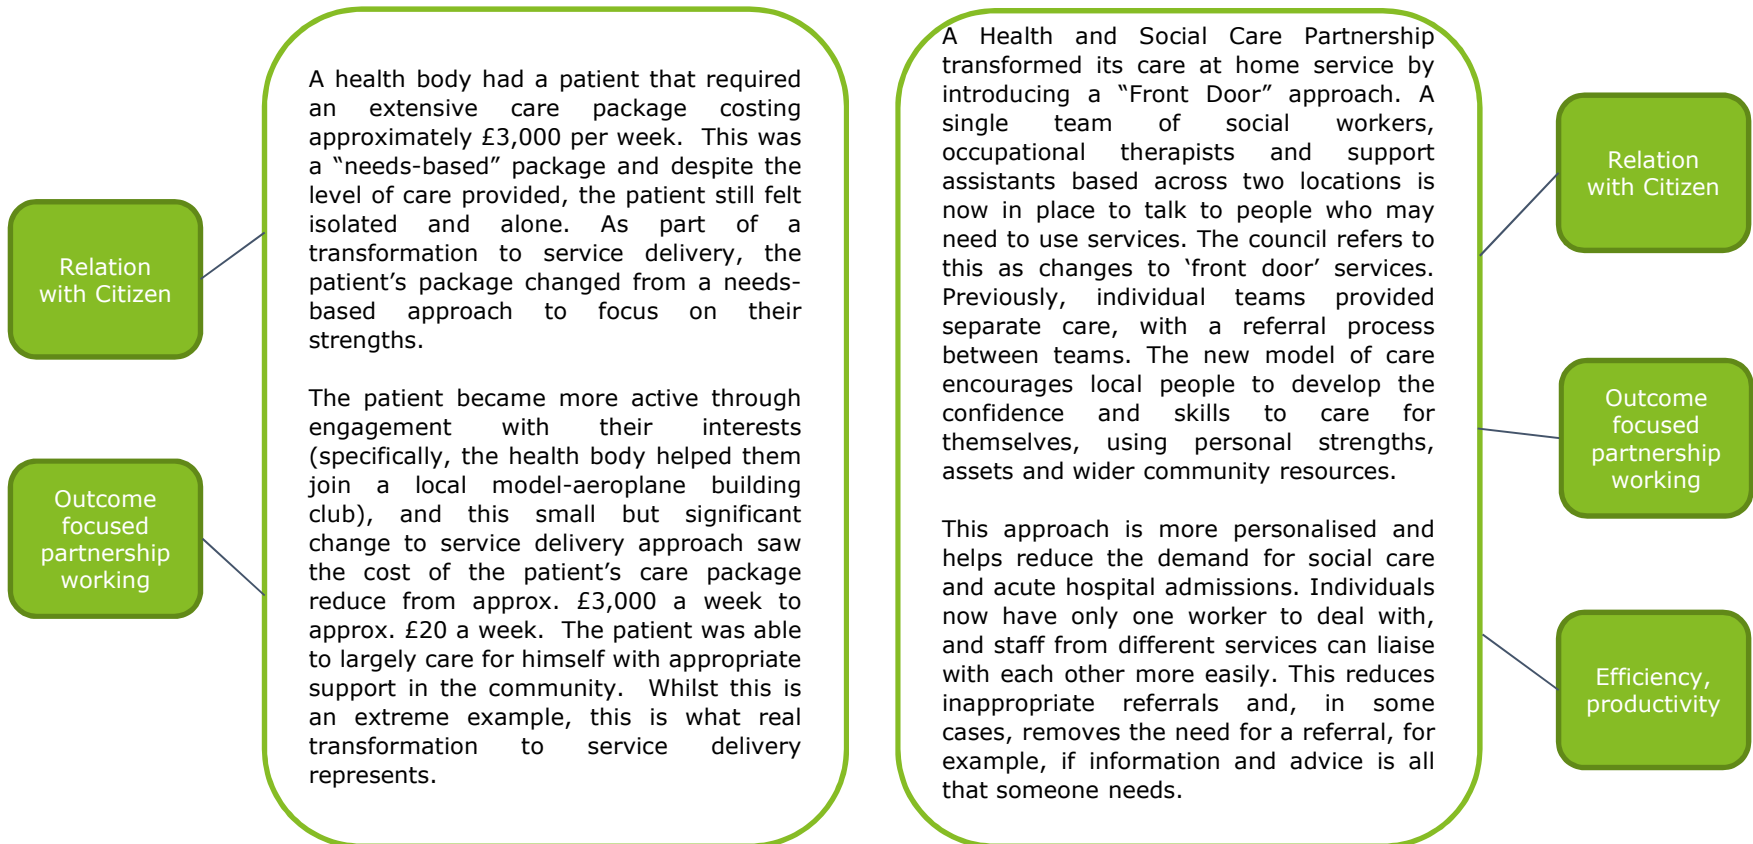 Relation
with Citizen
Outcome
focused
partnership
working
A health body had a patient that required
an extensive care package costing
approximately £3,000 per week. This was
a “needs-based” package and despite the
level of care provided, the patient still felt
isolated and alone. As part of a
transformation to service delivery, the
patient’s package changed from a needs-
based approach to focus on their
strengths.
The patient became more active through
engagement with their interests
(specifically, the health body helped them
join a local model-aeroplane building
club), and this small but significant
change to service delivery approach saw
the cost of the patient’s care package
reduce from approx. £3,000 a week to
approx. £20 a week. The patient was able
to largely care for himself with appropriate
support in the community. Whilst this is
an extreme example, this is what real
transformation to service delivery
represents.
A Health and Social Care Partnership
transformed its care at home service by
introducing a “Front Door” approach. A
single team of social workers,
occupational therapists and support
assistants based across two locations is
now in place to talk to people who may
need to use services. The council refers to
this as changes to ‘front door’ services.
Previously, individual teams provided
separate care, with a referral process
between teams. The new model of care
encourages local people to develop the
confidence and skills to care for
themselves, using personal strengths,
assets and wider community resources.
This approach is more personalised and
helps reduce the demand for social care
and acute hospital admissions. Individuals
now have only one worker to deal with,
and staff from different services can liaise
with each other more easily. This reduces
inappropriate referrals and, in some
cases, removes the need for a referral, for
example, if information and advice is all
that someone needs.
Relation
with Citizen
Outcome
focused
partnership
working
Efficiency,
productivity